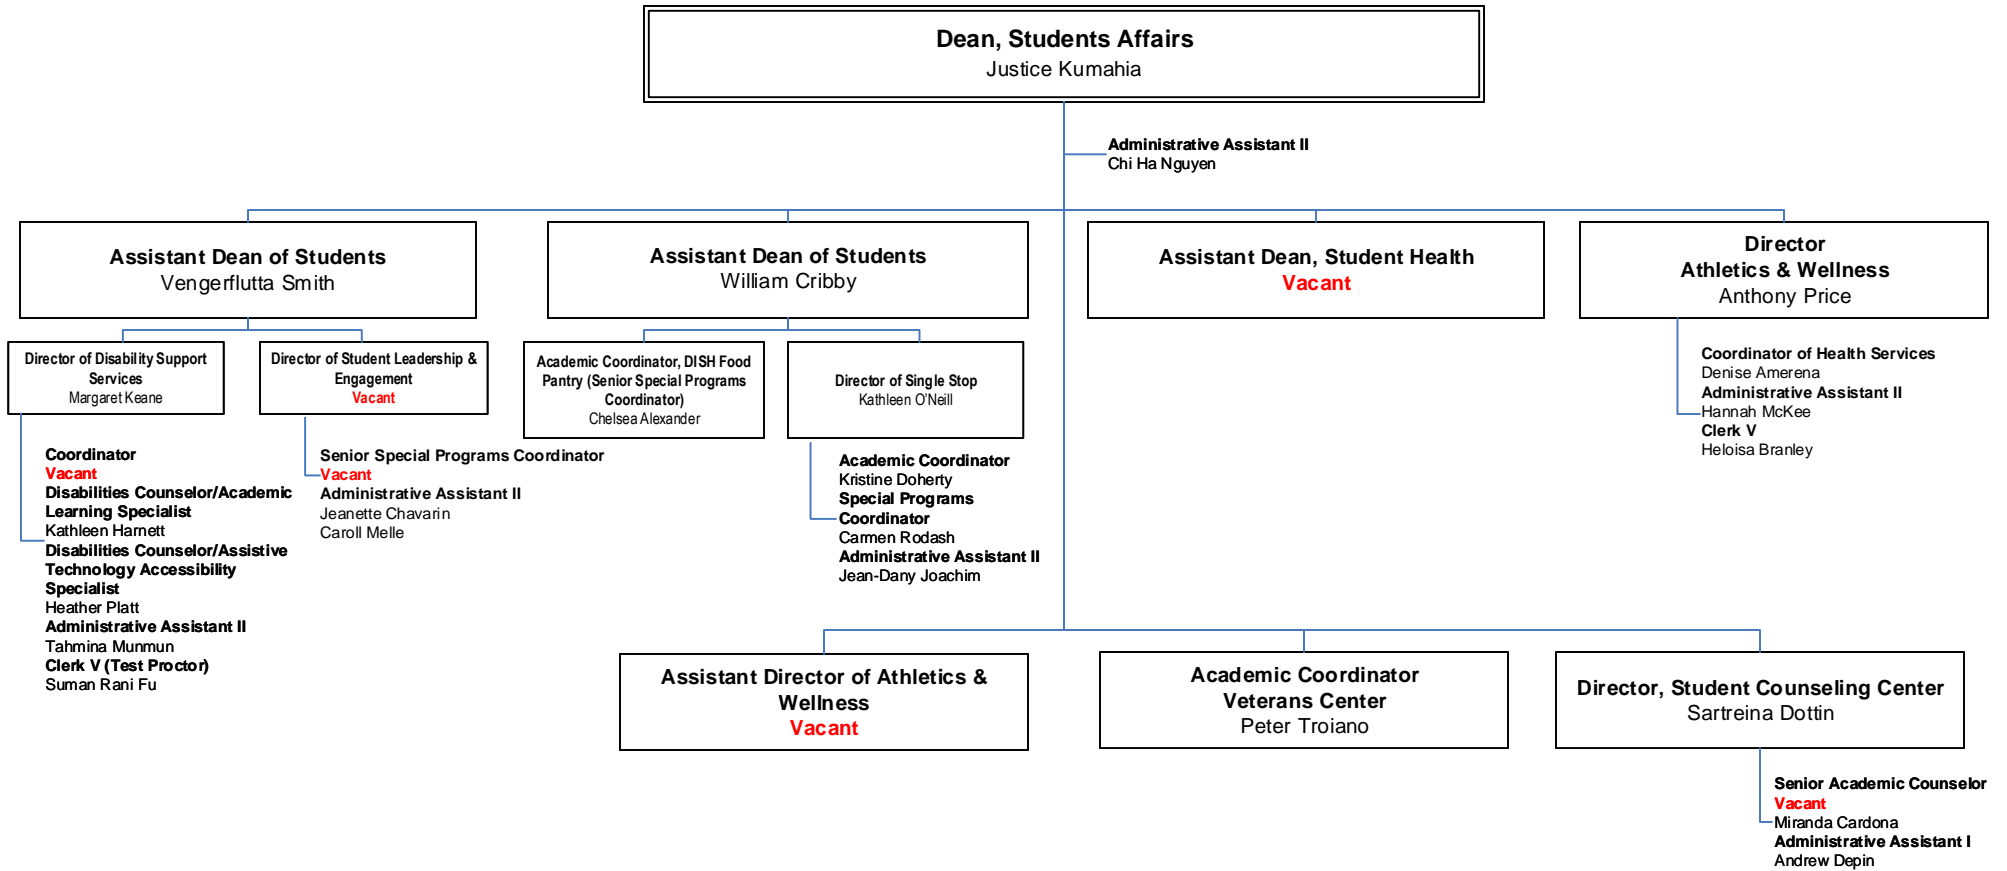 Dean, Students Affairs
Justice Kumahia
Administrative Assistant II
Chi Ha Nguyen
Assistant Dean of Students
Vengerflutta Smith
Assistant Dean of Students
William Cribby
Assistant Dean, Student Health
Vacant
Director
Athletics & Wellness
Anthony Price
Director of Disability Support
Services
Margaret Keane
Director of Student Leadership &
Engagement
Vacant
Academic Coordinator, DISH Food
Pantry (Senior Special Programs
Coordinator)
Chelsea Alexander
Director of Single Stop
Kathleen O’Neill
Coordinator of Health Services
Denise Amerena
Administrative Assistant II
Hannah McKee
Clerk V
Heloisa Branley
Coordinator
Vacant
Disabilities Counselor/Academic
Learning Specialist
Kathleen Harnett
Disabilities Counselor/Assistive
Technology Accessibility
Specialist
Heather Platt
Administrative Assistant II
Tahmina Munmun
Clerk V (Test Proctor)
Suman Rani Fu
Senior Special Programs Coordinator
Vacant
Administrative Assistant II
Jeanette Chavarin
Caroll Melle
Academic Coordinator
Kristine Doherty
Special Programs
Coordinator
Carmen Rodash
Administrative Assistant II
Jean-Dany Joachim
Assistant Director of Athletics &
Wellness
Vacant
Academic Coordinator
Veterans Center
Peter Troiano
Director, Student Counseling Center
Sartreina Dottin
Senior Academic Counselor
Vacant
Miranda Cardona
Administrative Assistant I
Andrew Depin